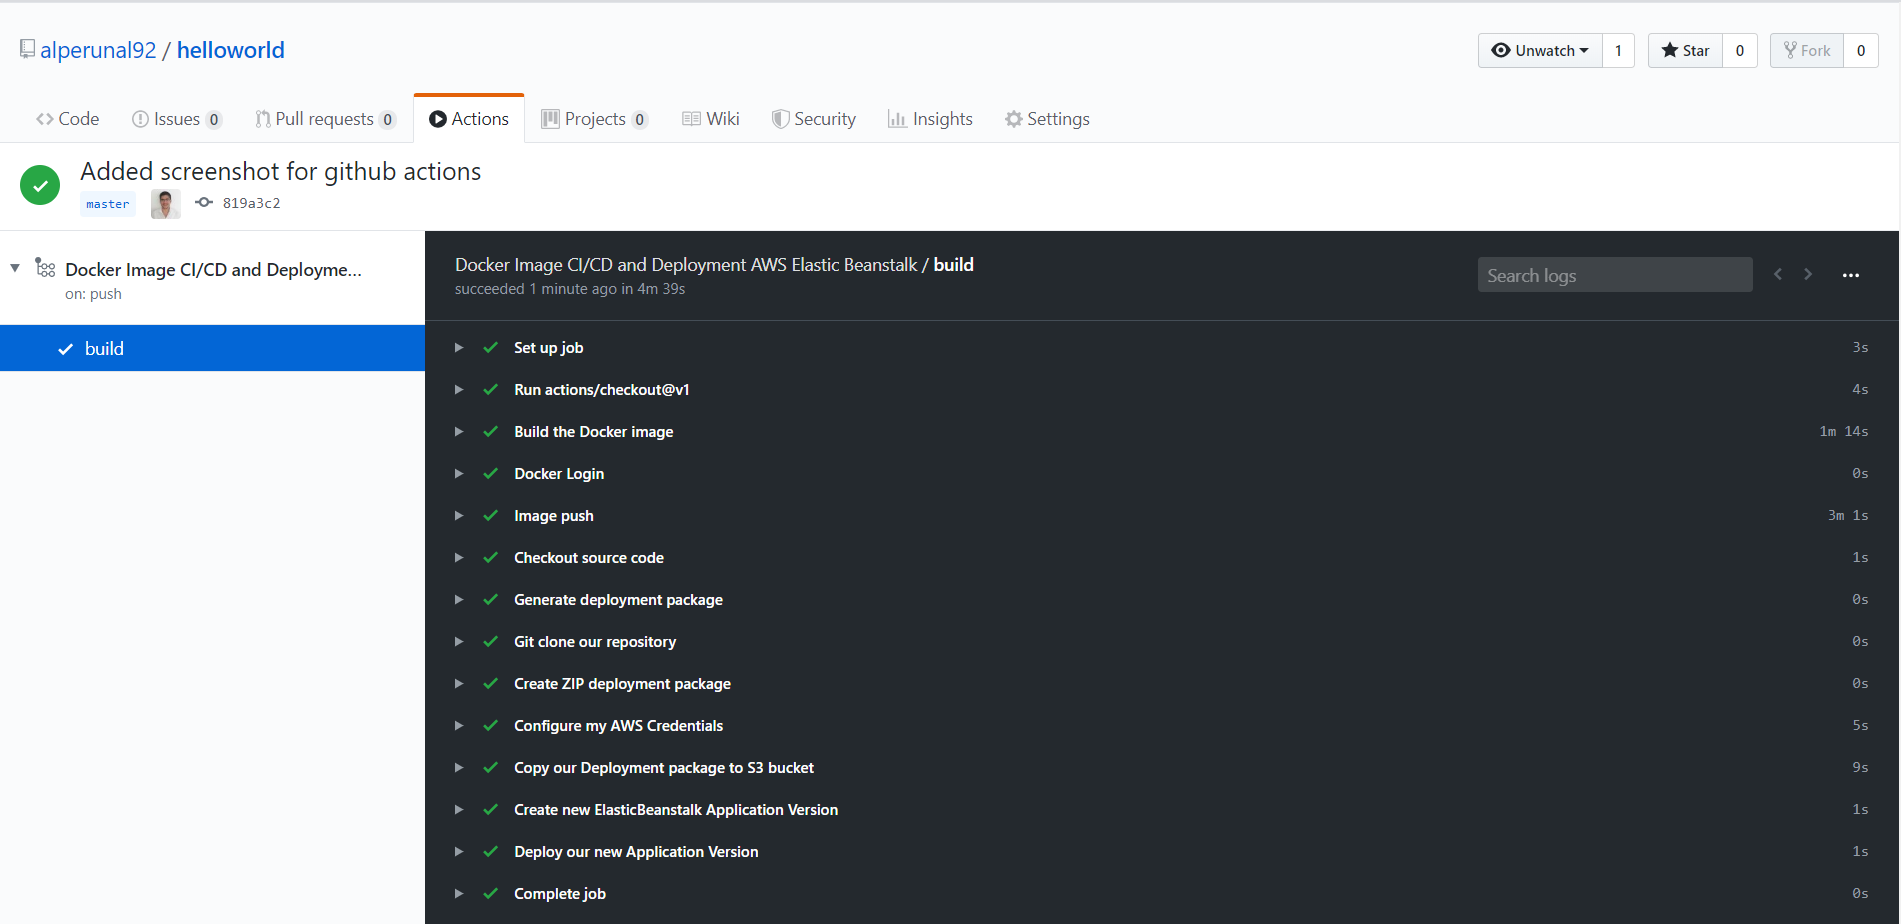 alperunal92 / helloworld
Unwatch 1 Star 0 Fork 0
Code Issues 0 Pull requests 0 Actions Projects 0 Wiki Security Insights Settings
Added screenshot for github actions
master 819a3c2
Docker Image CI/CD and Deployme...
on: push
build
Docker Image CI/CD and Deployment AWS Elastic Beanstalk / build
succeeded 1 minute ago in 4m 39s
Search logs
Set up job 3s
Run actions/checkout@v1 4s
Build the Docker image 1m 14s
Docker Login 0s
Image push 3m 1s
Checkout source code 1s
Generate deployment package 0s
Git clone our repository 0s
Create ZIP deployment package 0s
Configure my AWS Credentials 5s
Copy our Deployment package to S3 bucket 9s
Create new ElasticBeanstalk Application Version 1s
Deploy our new Application Version 1s
Complete job 0s